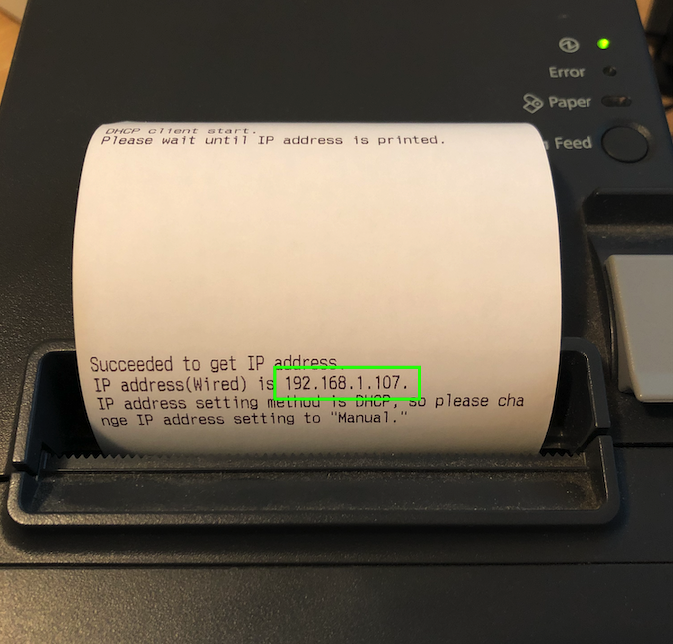 Error
Paper
Feed
DHCP client start.
Please wait until IP address is printed.
Succeeded to get IP address.
IP address(Wired) is 192.168.1.107.
IP address setting method is DHCP, so please cha
nge IP address setting to "Manual."